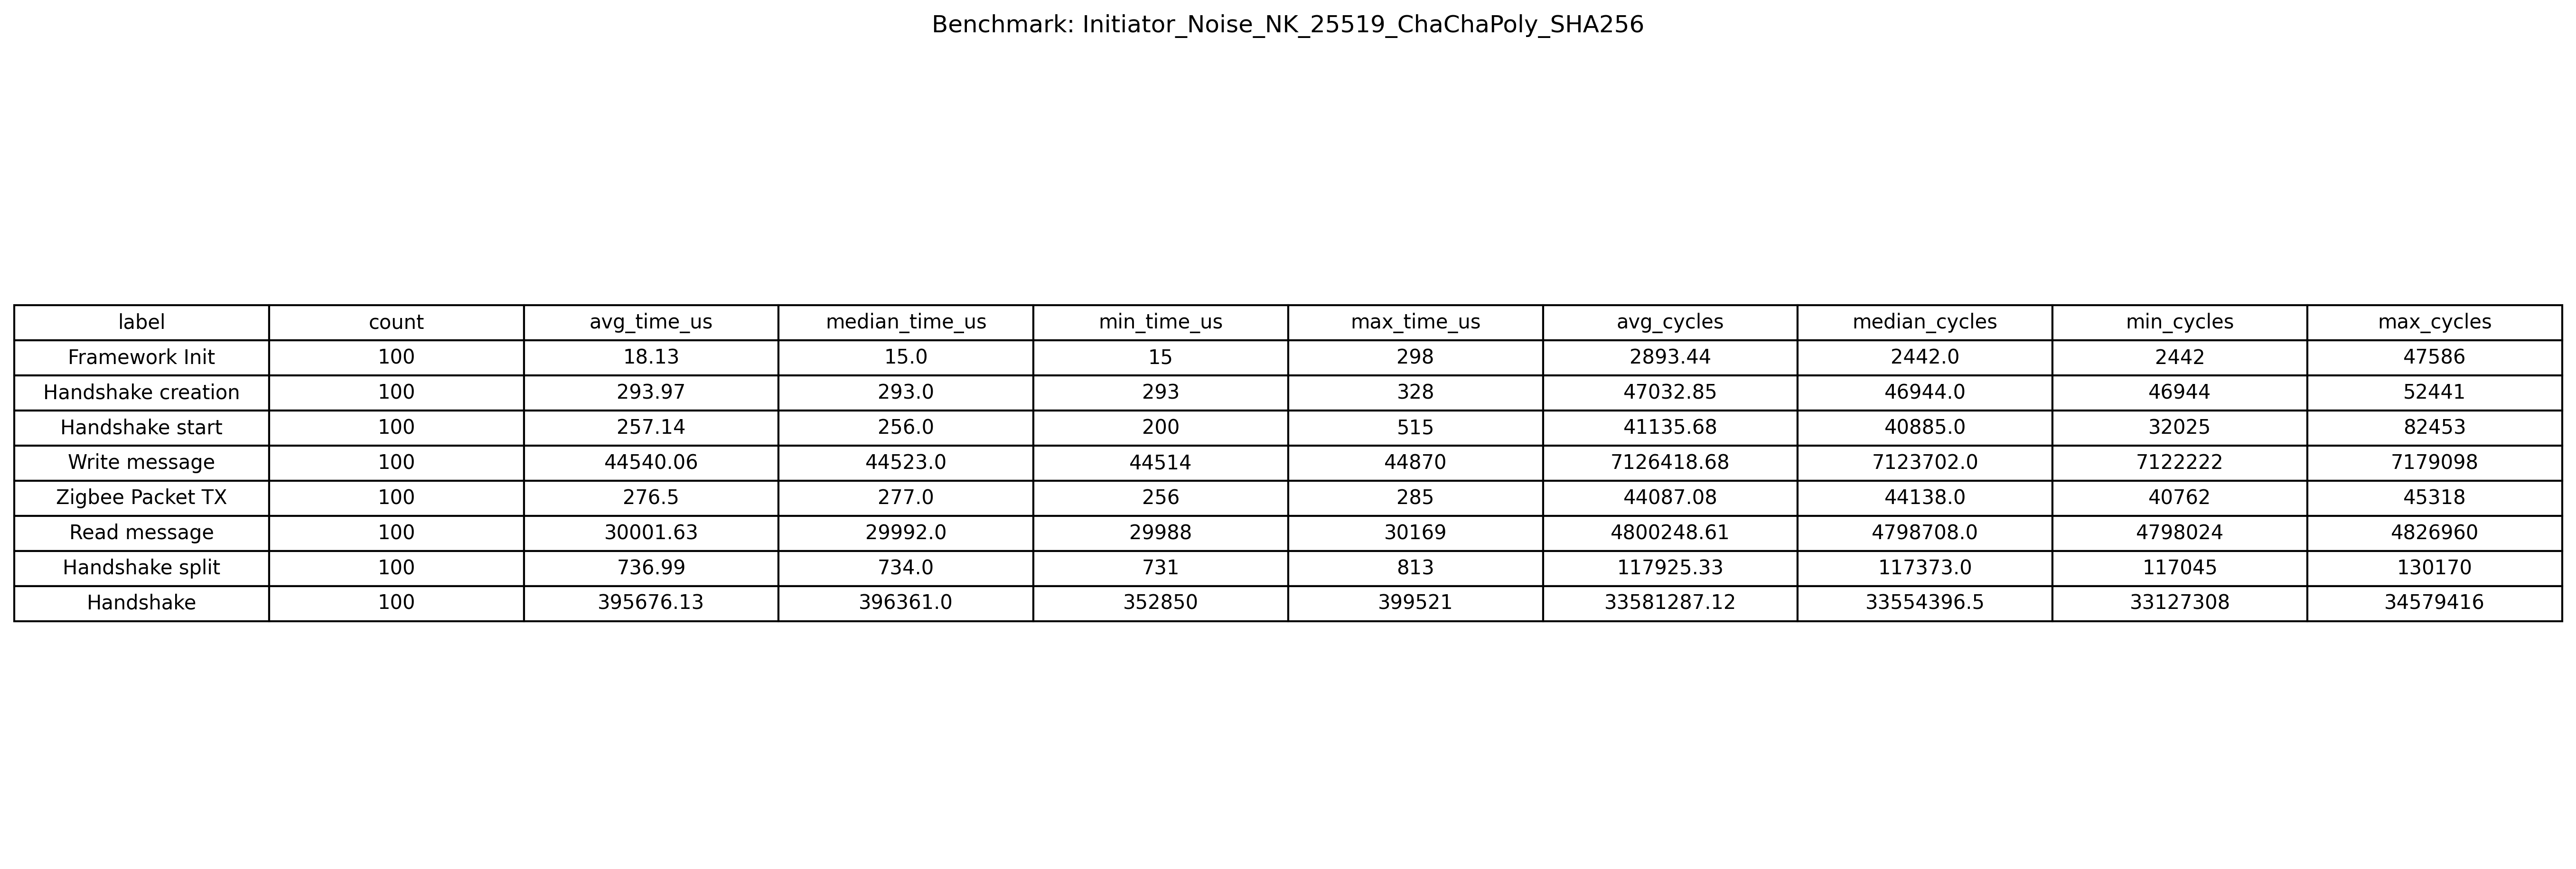 Benchmark: Initiator_Noise_NK_25519_ChaChaPoly_SHA256
label count avg_time_us median_time_us min_time_us max_time_us avg_cycles median_cycles min_cycles max_cycles
Framework Init 100 18.13 15.0 15 298 2893.44 2442.0 2442 47586
Handshake creation 100 293.97 293.0 293 328 47032.85 46944.0 46944 52441
Handshake start 100 257.14 256.0 200 515 41135.68 40885.0 32025 82453
Write message 100 44540.06 44523.0 44514 44870 7126418.68 7123702.0 7122222 7179098
Zigbee Packet TX 100 276.5 277.0 256 285 44087.08 44138.0 40762 45318
Read message 100 30001.63 29992.0 29988 30169 4800248.61 4798708.0 4798024 4826960
Handshake split 100 736.99 734.0 731 813 117925.33 117373.0 117045 130170
Handshake 100 395676.13 396361.0 352850 399521 33581287.12 33554396.5 33127308 34579416